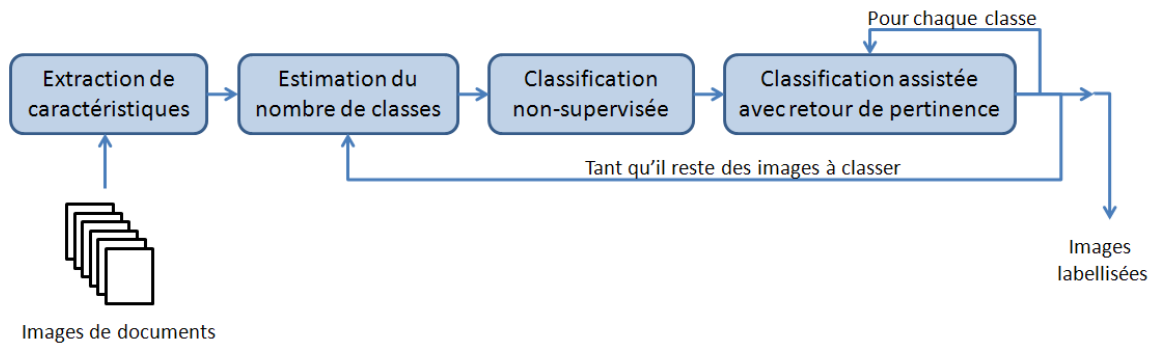 Pour chaque classe
Extraction de
caractéristiques
Estimation du
nombre de classes
Classification
non-supervisée
Classification assistée
avec retour de pertinence
Tant qu'il reste des images à classer
Images
labellisées
Images de documents